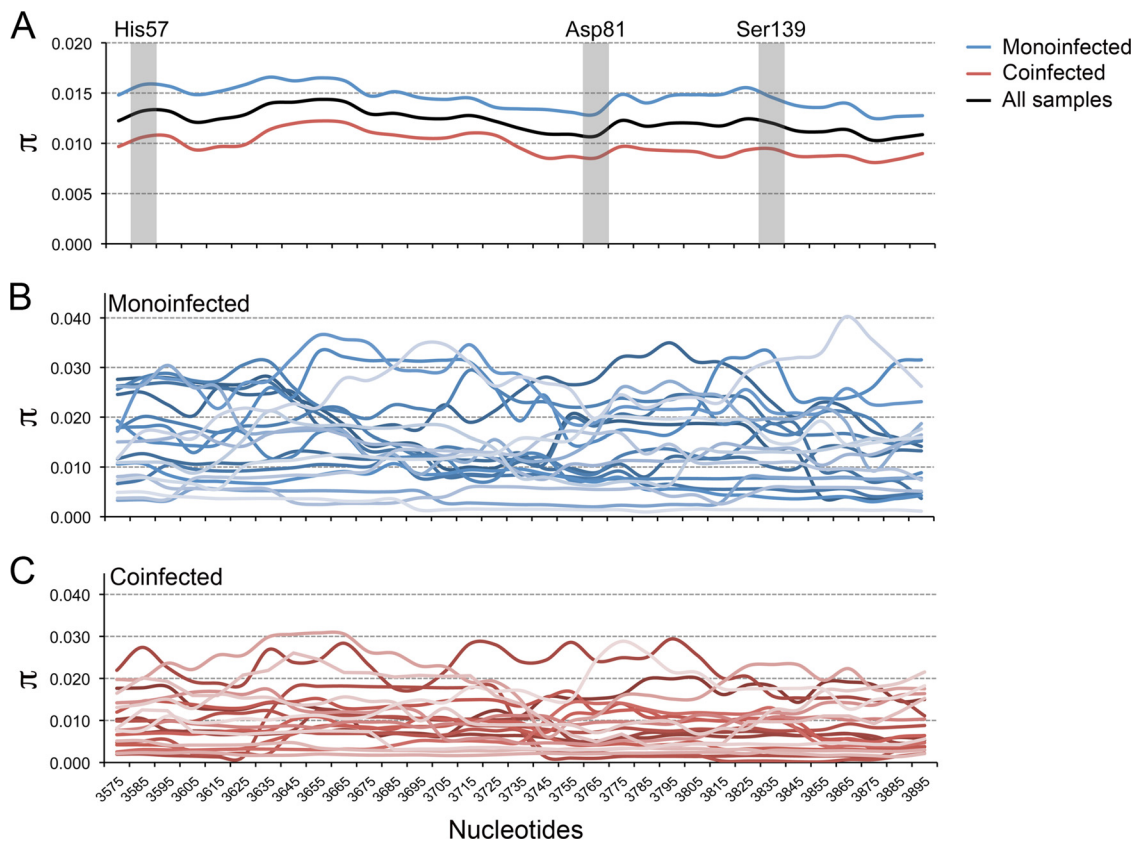 A
His57 Asp81 Ser139
0.020
0.015
0.010
0.005
0.000
π
Monoinfected
Coinfected
All samples
B
Monoinfected
0.040
0.030
0.020
0.010
0.000
π
C
Coinfected
0.040
0.030
0.020
0.010
0.000
π
3575 3585 3595 3605 3615 3625 3635 3645 3655 3665 3675 3685 3695 3705 3715 3725 3735 3745 3755 3765 3775 3785 3795 3805 3815 3825 3835 3845 3855 3865 3875 3885 3895
Nucleotides